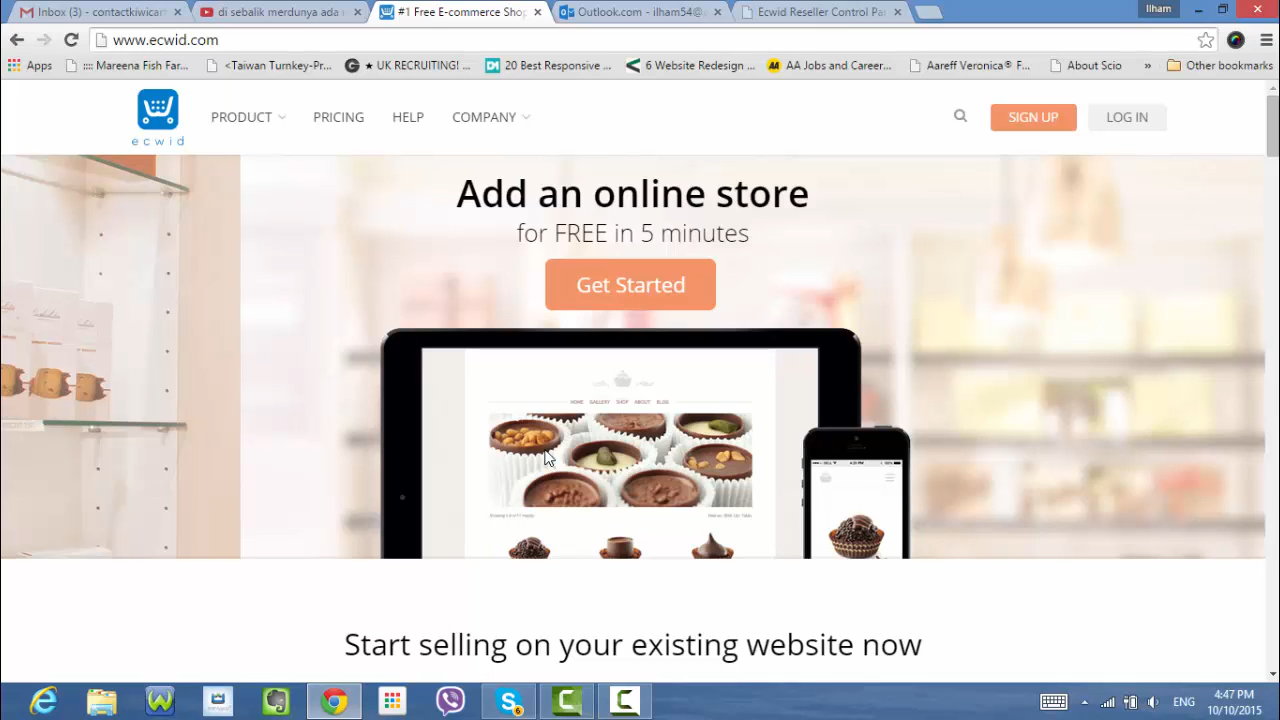 Inbox (3) - contactkiwicam
di sebalik merdunya ada m
#1 Free E-commerce Shop
Outlook.com - ilham54@
Ecwid Reseller Control Pa
Ilham
www.ecwid.com
Apps
:::: Mareena Fish Far...
<Taiwan Turnkey-Pr...
★ UK RECRUITING! ...
20 Best Responsive ...
6 Website Redesign ...
AA Jobs and Career...
Aareff Veronica® F...
About Scio
»
Other bookmarks
ecwid
PRODUCT
PRICING
HELP
COMPANY
SIGN UP
LOG IN
Add an online store
for FREE in 5 minutes
Get Started
HOME GALLERY SHOP ABOUT BLOG
Start selling on your existing website now
ENG
4:47 PM
10/10/2015